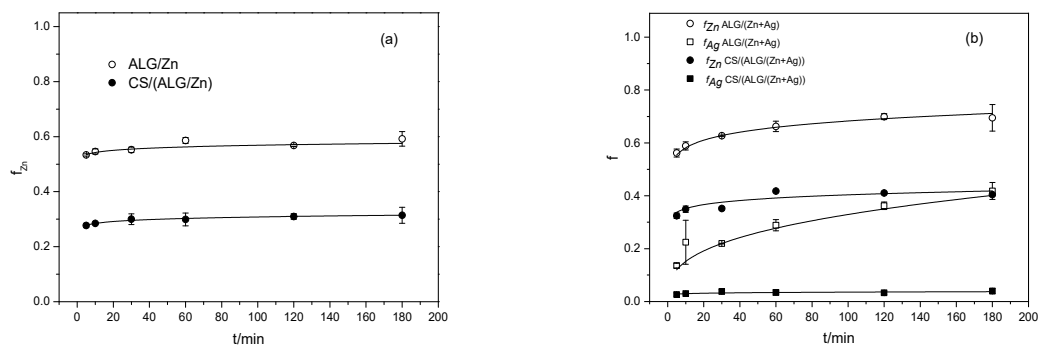 1.0
(a)
ALG/Zn
CS/(ALG/Zn)
0.8
0.6
f_Zn
0.4
0.2
0.0
0 20 40 60 80 100 120 140 160 180 200
t/min
f_Zn ALG/(Zn+Ag)
1.0
(b)
f_Ag ALG/(Zn+Ag)
f_Zn CS/(ALG/(Zn+Ag))
0.8
f_Ag CS/(ALG/(Zn+Ag))
0.6
f
0.4
0.2
0.0
0 20 40 60 80 100 120 140 160 180 200
t/min